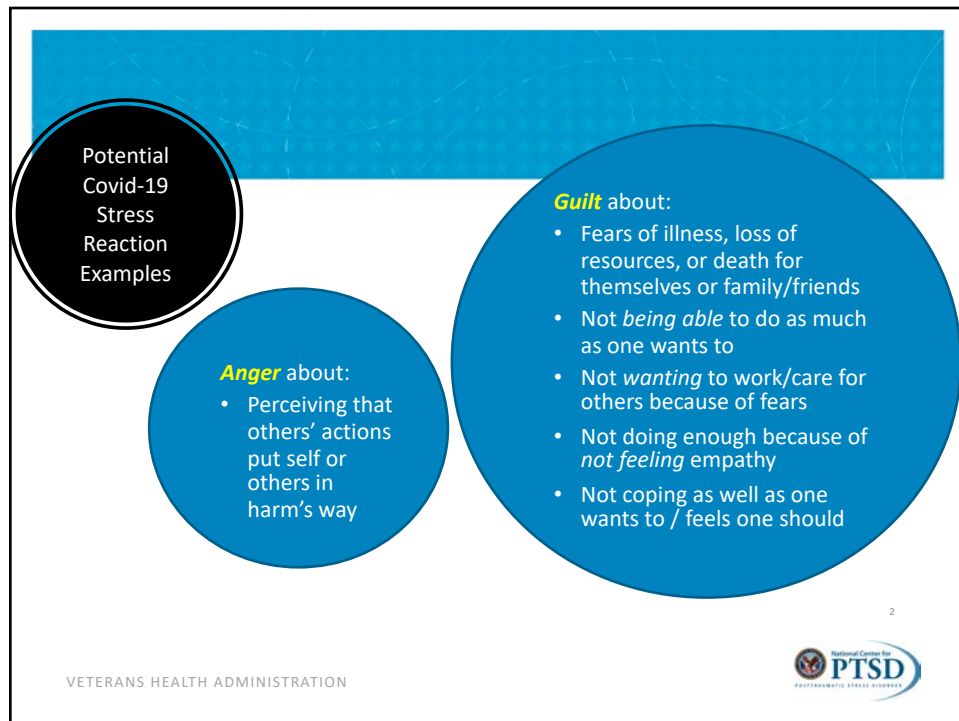 Potential
Covid-19
Stress
Reaction
Examples
Anger about:
• Perceiving that
others’ actions
put self or
others in
harm’s way
Guilt about:
• Fears of illness, loss of
resources, or death for
themselves or family/friends
• Not being able to do as much
as one wants to
• Not wanting to work/care for
others because of fears
• Not doing enough because of
not feeling empathy
• Not coping as well as one
wants to / feels one should
2
VETERANS HEALTH ADMINISTRATION
National Center for
PTSD
POSTTRAUMATIC STRESS DISORDER